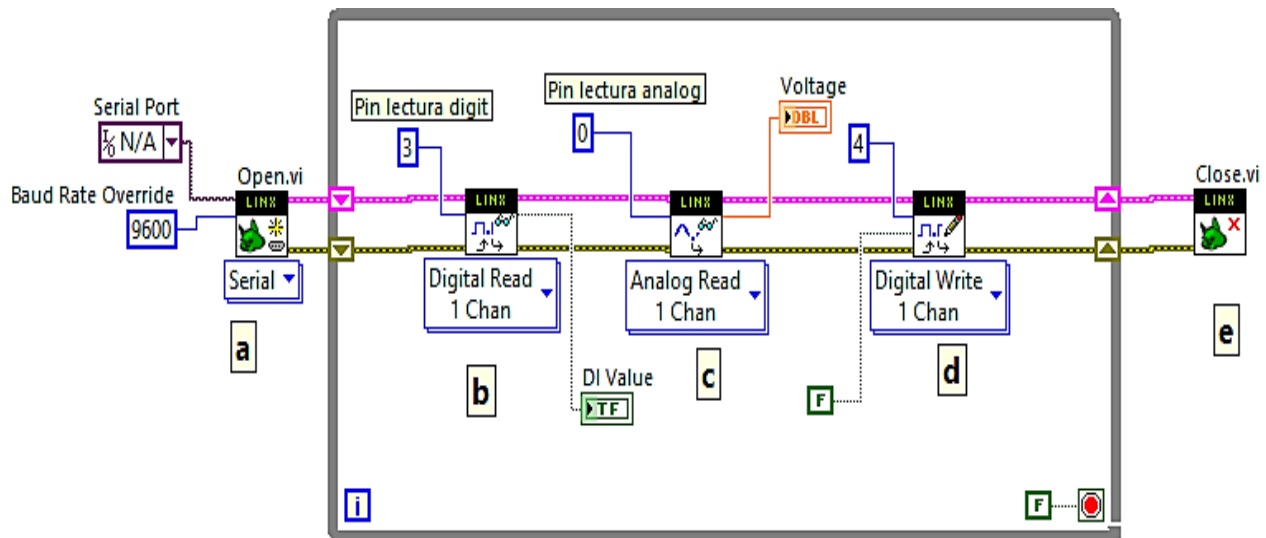 Serial Port
I/O N/A
Baud Rate Override
9600
Open.vi
LINX
Serial
a
Pin lectura digit
3
LINX
Digital Read
1 Chan
b
DI Value
TF
Pin lectura analog
0
LINX
Analog Read
1 Chan
c
Voltage
DBL
4
LINX
Digital Write
1 Chan
d
F
i
F
Close.vi
LINX
e